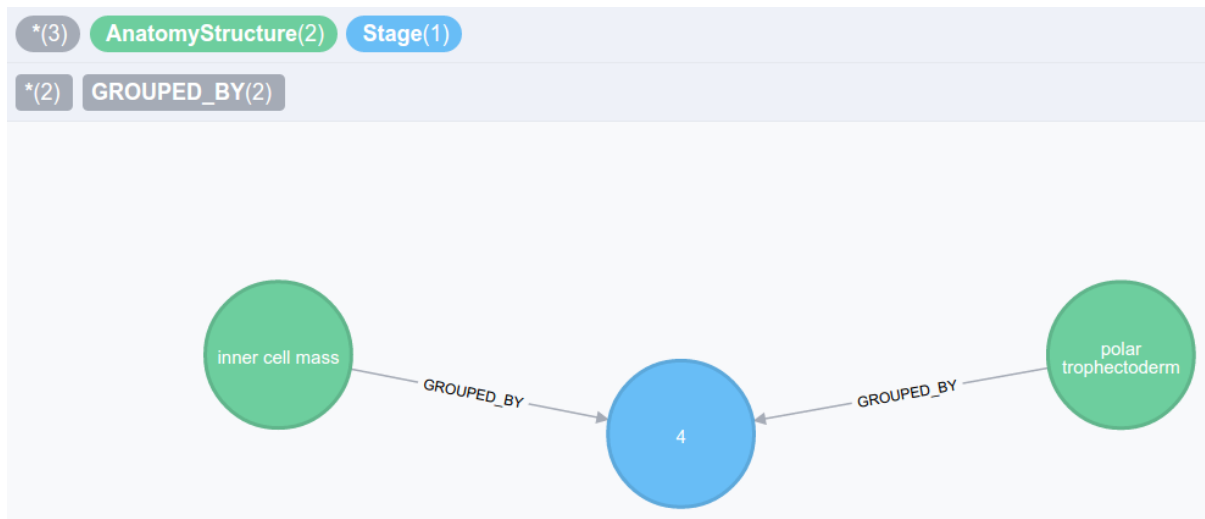 *(3) AnatomyStructure(2) Stage(1)
*(2) GROUPED_BY(2)
inner cell mass
GROUPED_BY
4
GROUPED_BY
polar
trophectoderm